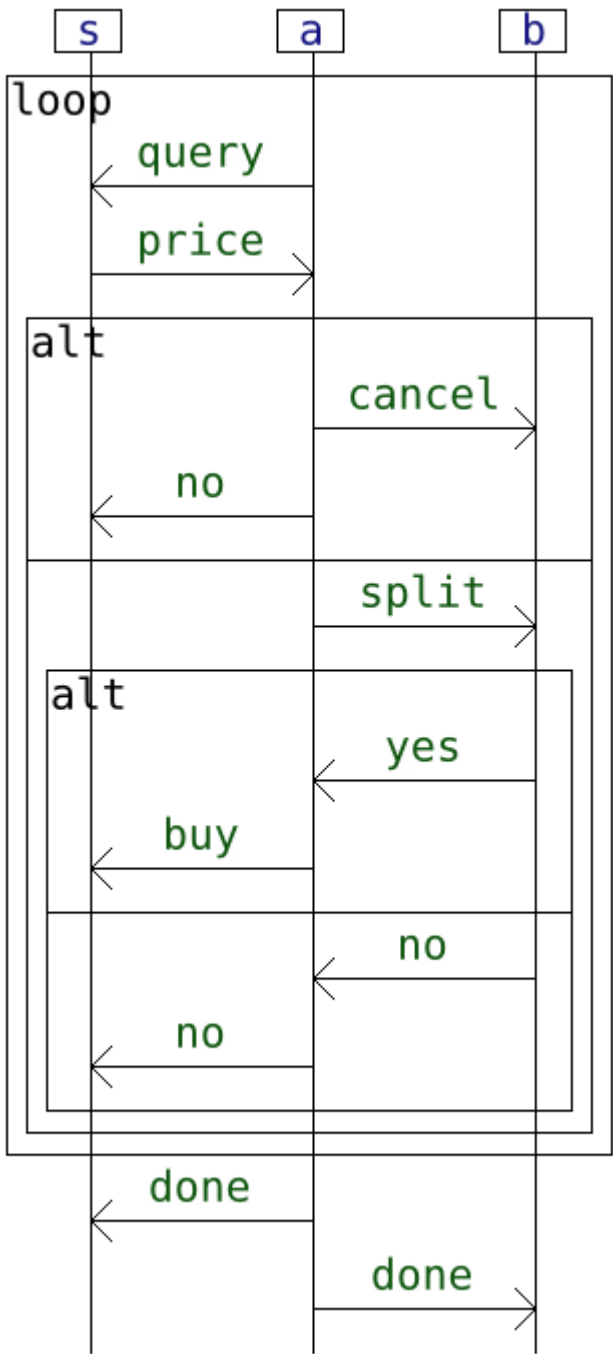 s a b
loop
query
price
alt
cancel
no
split
alt
yes
buy
no
no
done
done